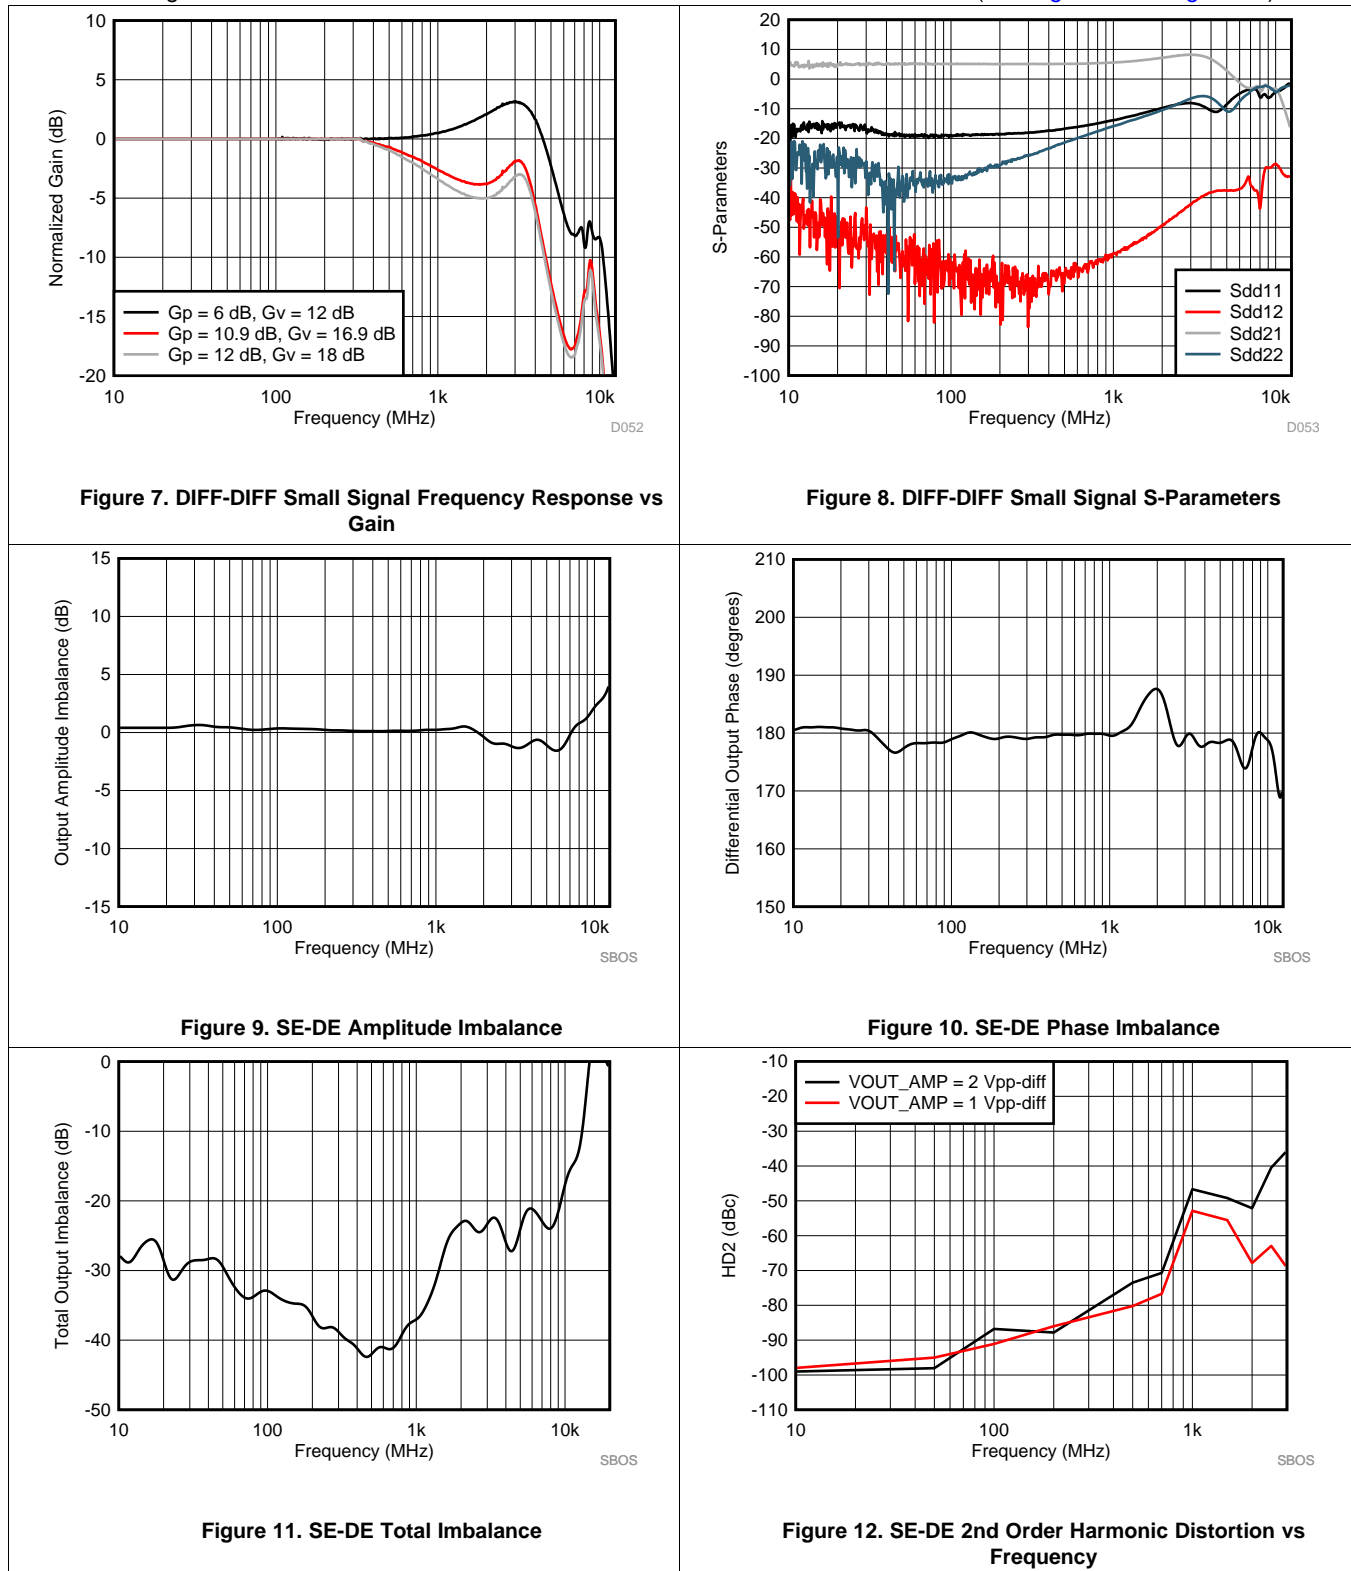 10
5
0
-5
-10
-15
-20
Normalized Gain (dB)
Gp = 6 dB, Gv = 12 dB
Gp = 10.9 dB, Gv = 16.9 dB
Gp = 12 dB, Gv = 18 dB
10 100 1k 10k
Frequency (MHz)
D052
Figure 7. DIFF-DIFF Small Signal Frequency Response vs
Gain
20
10
0
-10
-20
-30
-40
-50
-60
-70
-80
-90
-100
S-Parameters
Sdd11
Sdd12
Sdd21
Sdd22
10 100 1k 10k
Frequency (MHz)
D053
Figure 8. DIFF-DIFF Small Signal S-Parameters
15
10
5
0
-5
-10
-15
Output Amplitude Imbalance (dB)
10 100 1k 10k
Frequency (MHz)
SBOS
Figure 9. SE-DE Amplitude Imbalance
210
200
190
180
170
160
150
Differential Output Phase (degrees)
10 100 1k 10k
Frequency (MHz)
SBOS
Figure 10. SE-DE Phase Imbalance
0
-10
-20
-30
-40
-50
Total Output Imbalance (dB)
10 100 1k 10k
Frequency (MHz)
SBOS
Figure 11. SE-DE Total Imbalance
-10
-20
-30
-40
-50
-60
-70
-80
-90
-100
-110
HD2 (dBc)
VOUT_AMP = 2 Vpp-diff
VOUT_AMP = 1 Vpp-diff
10 100 1k
Frequency (MHz)
SBOS
Figure 12. SE-DE 2nd Order Harmonic Distortion vs
Frequency